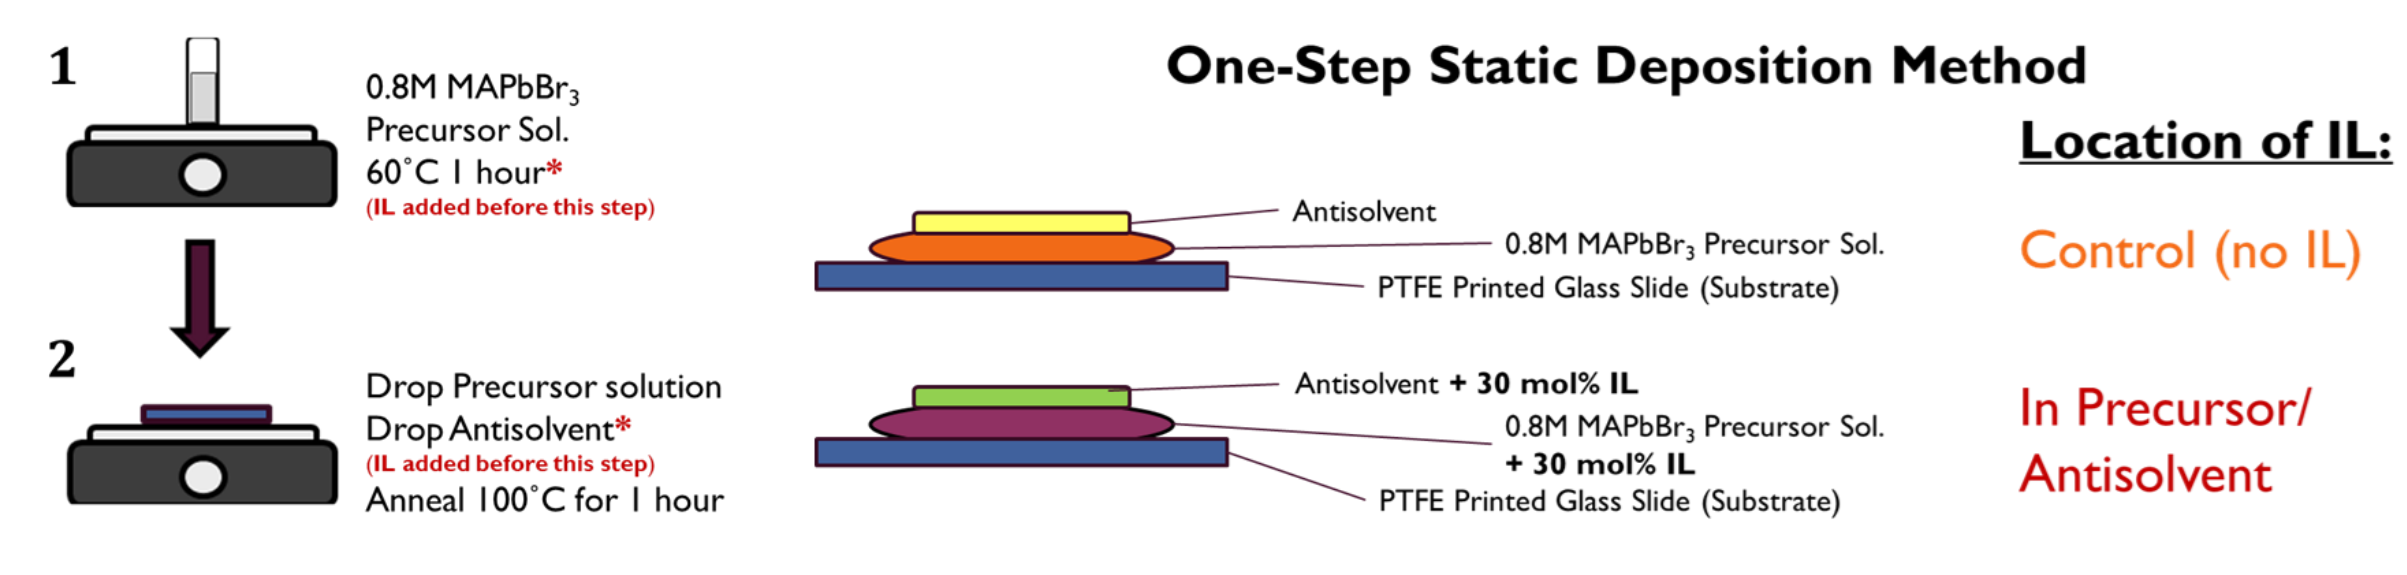 1
0.8M MAPbBr₃
Precursor Sol.
60˚C 1 hour*
(IL added before this step)
2
Drop Precursor solution
Drop Antisolvent*
(IL added before this step)
Anneal 100˚C for 1 hour
One-Step Static Deposition Method
Antisolvent
0.8M MAPbBr₃ Precursor Sol.
PTFE Printed Glass Slide (Substrate)
Antisolvent + 30 mol% IL
0.8M MAPbBr₃ Precursor Sol.
+ 30 mol% IL
PTFE Printed Glass Slide (Substrate)
Location of IL:
Control (no IL)
In Precursor/
Antisolvent